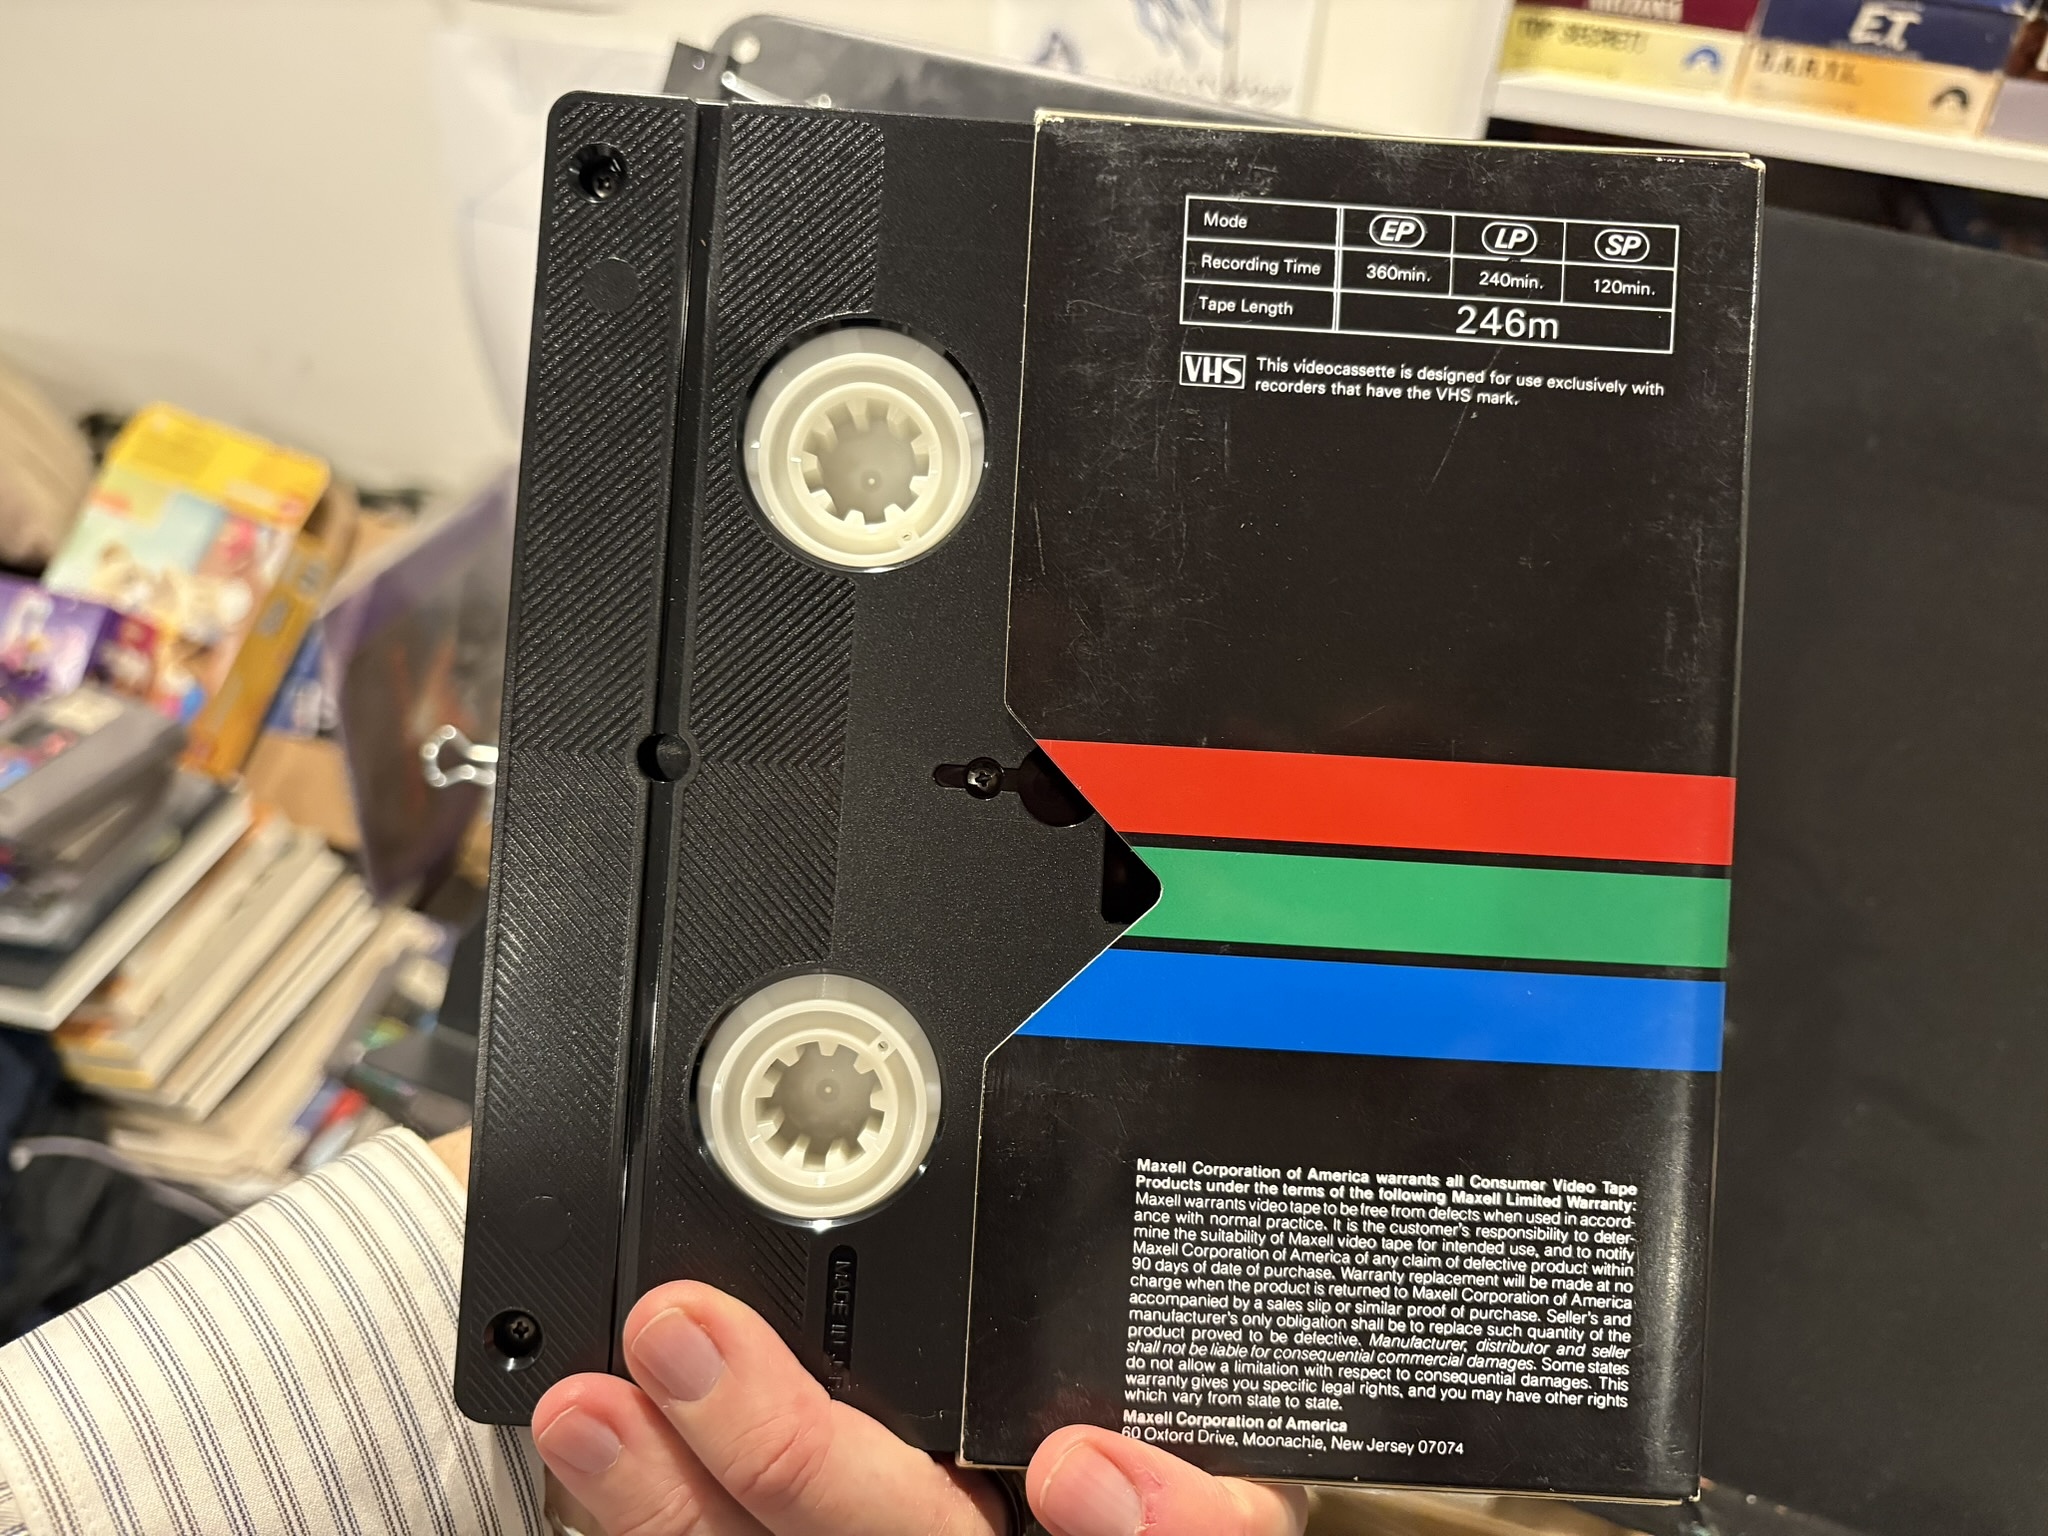 TOP SECRET!
E.T.
Mode EP LP SP
Recording Time 360min. 240min. 120min.
Tape Length 246m
VHS This videocassette is designed for use exclusively with
recorders that have the VHS mark.
MADE IN
Maxell Corporation of America warrants all Consumer Video Tape
Products under the terms of the following Maxell Limited Warranty:
Maxell warrants video tape to be free from defects when used in accord-
ance with normal practice. It is the customer's responsibility to deter-
mine the suitability of Maxell video tape for intended use, and to notify
Maxell Corporation of America of any claim of defective product within
90 days of date of purchase. Warranty replacement will be made at no
charge when the product is returned to Maxell Corporation of America
accompanied by a sales slip or similar proof of purchase. Seller's and
manufacturer's only obligation shall be to replace such quantity of the
product proved to be defective. Manufacturer, distributor and seller
shall not be liable for consequential commercial damages. Some states
do not allow a limitation with respect to consequential damages. This
warranty gives you specific legal rights, and you may have other rights
which vary from state to state.
Maxell Corporation of America
60 Oxford Drive, Moonachie, New Jersey 07074